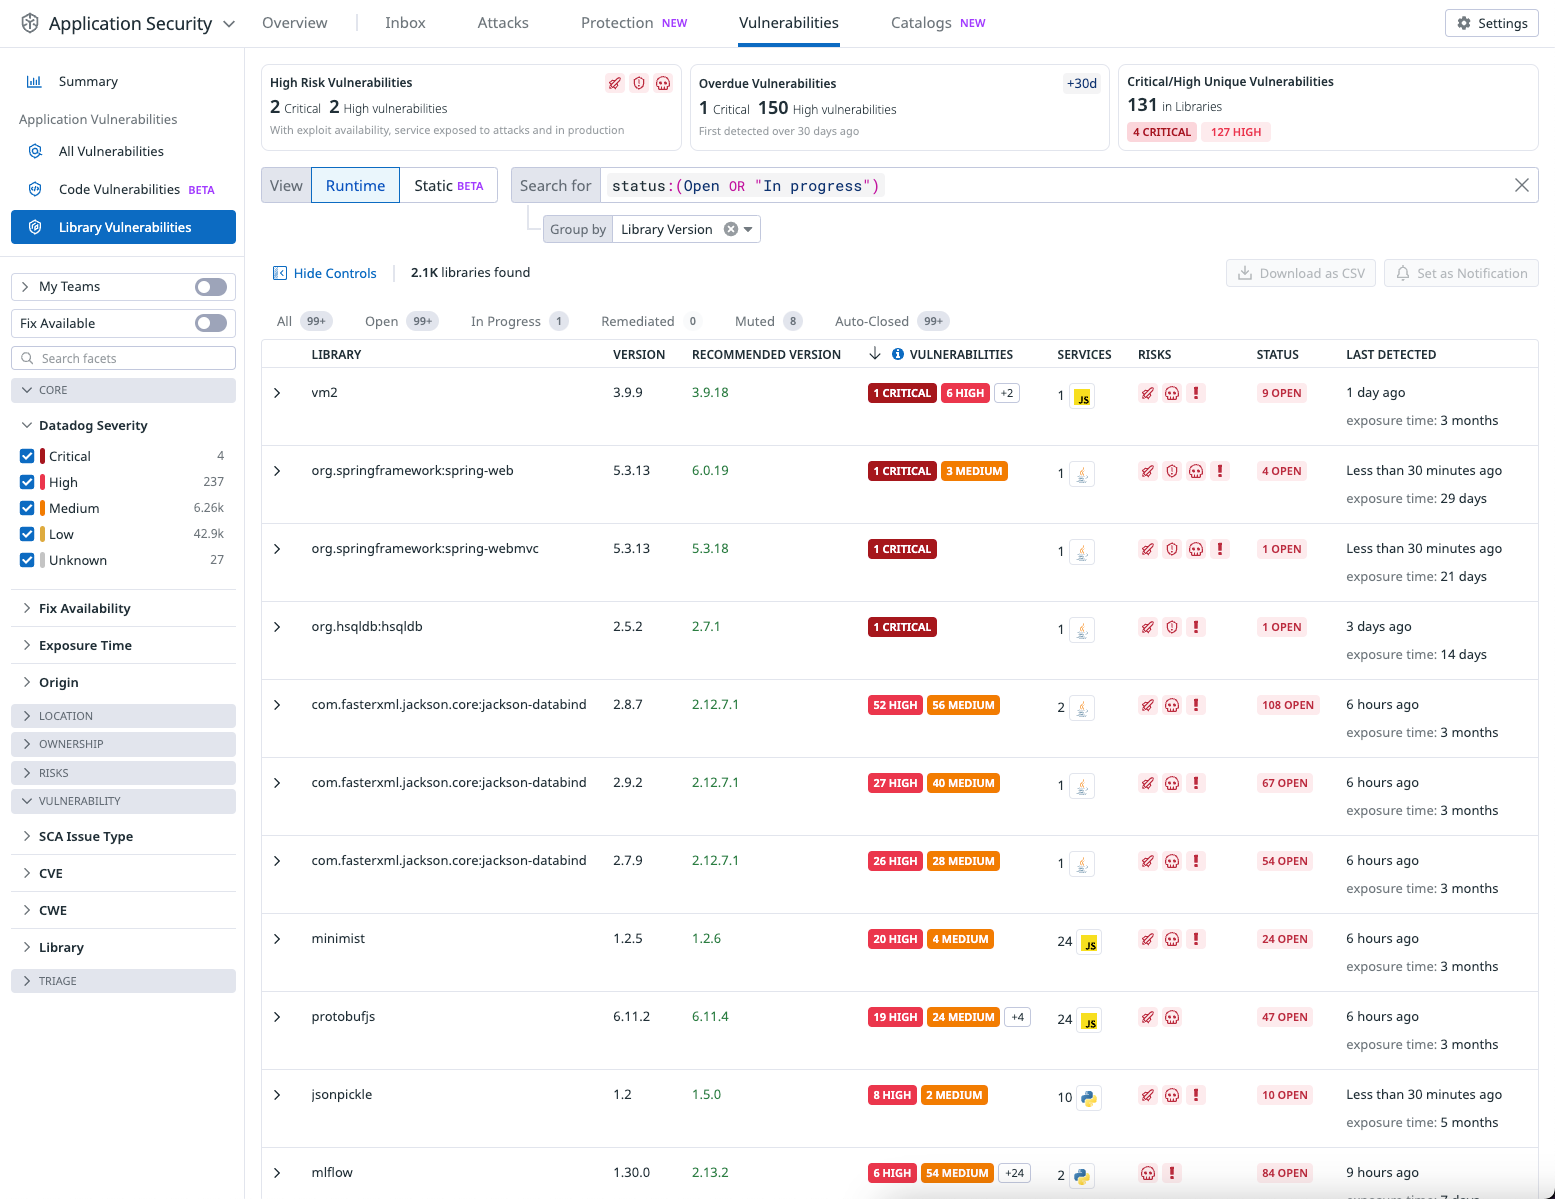 Application Security
Overview
Inbox
Attacks
Protection NEW
Vulnerabilities
Catalogs NEW
Settings
Summary
Application Vulnerabilities
All Vulnerabilities
Code Vulnerabilities BETA
Library Vulnerabilities
My Teams
Fix Available
Search facets
CORE
Datadog Severity
Critical 4
High 237
Medium 6.26k
Low 42.9k
Unknown 27
Fix Availability
Exposure Time
Origin
LOCATION
OWNERSHIP
RISKS
VULNERABILITY
SCA Issue Type
CVE
CWE
Library
TRIAGE
High Risk Vulnerabilities
2 Critical 2 High vulnerabilities
With exploit availability, service exposed to attacks and in production
Overdue Vulnerabilities +30d
1 Critical 150 High vulnerabilities
First detected over 30 days ago
Critical/High Unique Vulnerabilities
131 in Libraries
4 CRITICAL 127 HIGH
View Runtime Static BETA
Search for status:(Open OR "In progress")
Group by Library Version
Hide Controls 2.1K libraries found Download as CSV Set as Notification
All 99+ Open 99+ In Progress 1 Remediated 0 Muted 8 Auto-Closed 99+
LIBRARY VERSION RECOMMENDED VERSION VULNERABILITIES SERVICES RISKS STATUS LAST DETECTED
vm2 3.9.9 3.9.18 1 CRITICAL 6 HIGH +2 1 JS 9 OPEN 1 day ago
exposure time: 3 months
org.springframework:spring-web 5.3.13 6.0.19 1 CRITICAL 3 MEDIUM 1 4 OPEN Less than 30 minutes ago
exposure time: 29 days
org.springframework:spring-webmvc 5.3.13 5.3.18 1 CRITICAL 1 1 OPEN Less than 30 minutes ago
exposure time: 21 days
org.hsqldb:hsqldb 2.5.2 2.7.1 1 CRITICAL 1 1 OPEN 3 days ago
exposure time: 14 days
com.fasterxml.jackson.core:jackson-databind 2.8.7 2.12.7.1 52 HIGH 56 MEDIUM 2 108 OPEN 6 hours ago
exposure time: 3 months
com.fasterxml.jackson.core:jackson-databind 2.9.2 2.12.7.1 27 HIGH 40 MEDIUM 1 67 OPEN 6 hours ago
exposure time: 3 months
com.fasterxml.jackson.core:jackson-databind 2.7.9 2.12.7.1 26 HIGH 28 MEDIUM 1 54 OPEN 6 hours ago
exposure time: 3 months
minimist 1.2.5 1.2.6 20 HIGH 4 MEDIUM 24 JS 24 OPEN 6 hours ago
exposure time: 3 months
protobufjs 6.11.2 6.11.4 19 HIGH 24 MEDIUM +4 24 JS 47 OPEN 6 hours ago
exposure time: 3 months
jsonpickle 1.2 1.5.0 8 HIGH 2 MEDIUM 10 10 OPEN Less than 30 minutes ago
exposure time: 5 months
mlflow 1.30.0 2.13.2 6 HIGH 54 MEDIUM +24 2 84 OPEN 9 hours ago